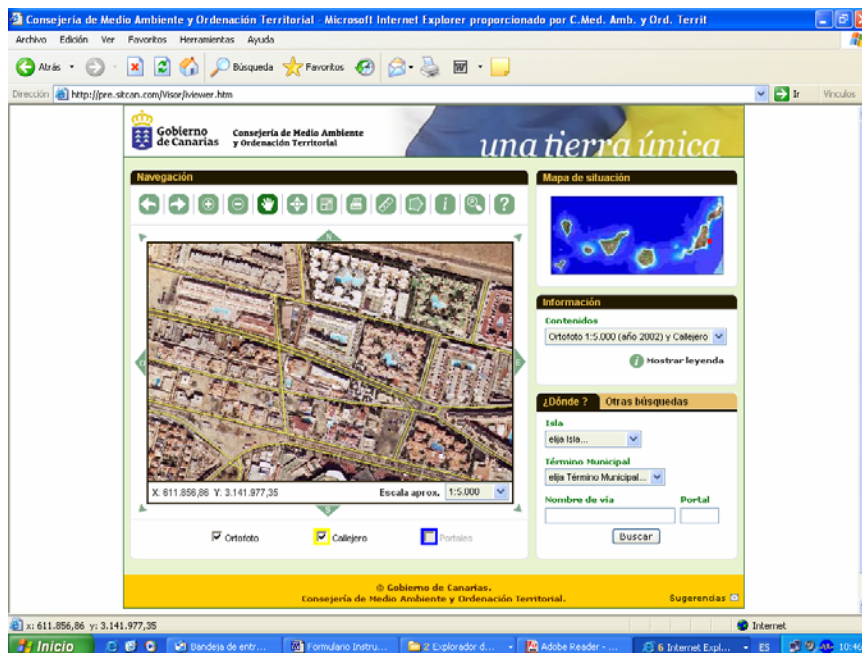 Consejería de Medio Ambiente y Ordenación Territorial - Microsoft Internet Explorer proporcionado por C.Med. Amb. y Ord. Territ
Archivo Edición Ver Favoritos Herramientas Ayuda
Atrás Búsqueda Favoritos
Dirección http://pre.sitcan.com/Visor/iviewer.htm Ir Vínculos
Gobierno de Canarias
Consejería de Medio Ambiente
y Ordenación Territorial
una tierra única
Navegación
N
O
E
S
X: 611.856,86 Y: 3.141.977,35 Escala aprox. 1:5.000
Ortofoto Callejero Portales
Mapa de situación
Información
Contenidos
Ortofoto 1:5.000 (año 2002) y Callejero
i Mostrar leyenda
¿Dónde ? Otras búsquedas
Isla
elija Isla...
Término Municipal
elija Término Municipal...
Nombre de vía Portal
Buscar
© Gobierno de Canarias.
Consejería de Medio Ambiente y Ordenación Territorial.
Sugerencias
x: 611.856,86 y: 3.141.977,35 Internet
Inicio Bandeja de entr... Formulario Instru... 2 Explorador d... Adobe Reader - ... 6 Internet Expl... ES 10:46